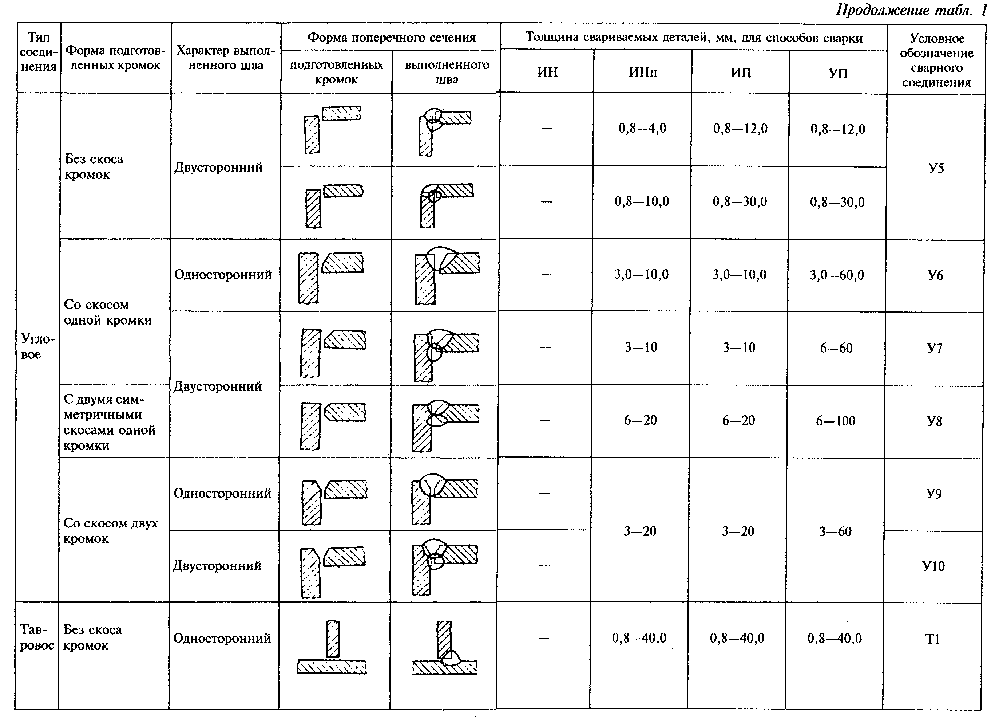 Продолжение табл. 1
Тип
соеди-
нения
Форма подготов-
ленных кромок
Характер выпол-
ненного шва
Форма поперечного сечения
подготовленных
кромок
выполненного
шва
Толщина свариваемых деталей, мм, для способов сварки
ИН
ИНп
ИП
УП
Условное
обозначение
сварного
соединения
Угло-
вое
Без скоса
кромок
Двусторонний
—
0,8—4,0
0,8—12,0
0,8—12,0
У5
—
0,8—10,0
0,8—30,0
0,8—30,0
Со скосом
одной кромки
Односторонний
—
3,0—10,0
3,0—10,0
3,0—60,0
У6
Двусторонний
—
3—10
3—10
6—60
У7
С двумя сим-
метричными
скосами одной
кромки
—
6—20
6—20
6—100
У8
Со скосом двух
кромок
Односторонний
—
3—20
3—20
3—60
У9
Двусторонний
—
У10
Тав-
ровое
Без скоса
кромок
Односторонний
—
0,8—40,0
0,8—40,0
0,8—40,0
Т1